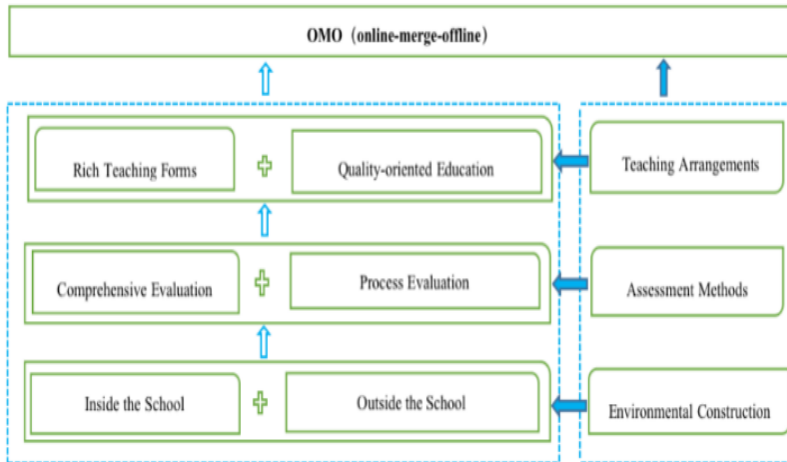 OMO（online-merge-offline）
Rich Teaching Forms
Quality-oriented Education
Teaching Arrangements
Comprehensive Evaluation
Process Evaluation
Assessment Methods
Inside the School
Outside the School
Environmental Construction